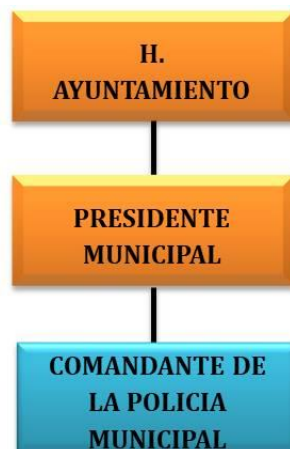 H.
AYUNTAMIENTO
PRESIDENTE
MUNICIPAL
COMANDANTE DE
LA POLICIA
MUNICIPAL